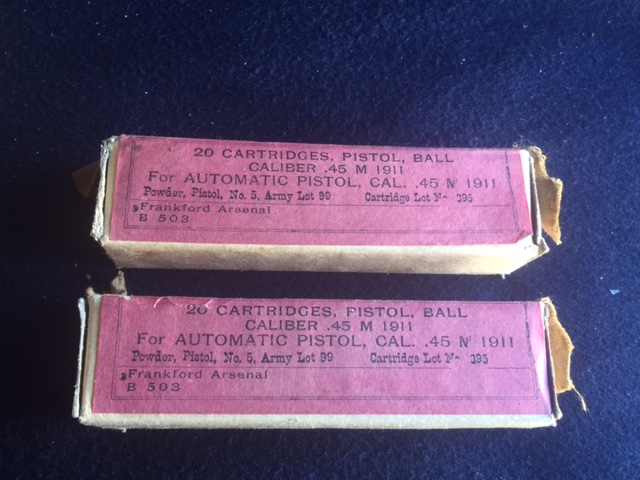 20 CARTRIDGES, PISTOL, BALL
CALIBER .45 M 1911
For AUTOMATIC PISTOL, CAL. .45 Mˡ 1911
Powder, Pistol, No. 5, Army Lot 99 Cartridge Lot Nº 395
Frankford Arsenal
B 503
20 CARTRIDGES, PISTOL, BALL
CALIBER .45 M 1911
For AUTOMATIC PISTOL, CAL. .45 Mˡ 1911
Powder, Pistol, No. 5, Army Lot 99 Cartridge Lot Nº 395
Frankford Arsenal
B 503